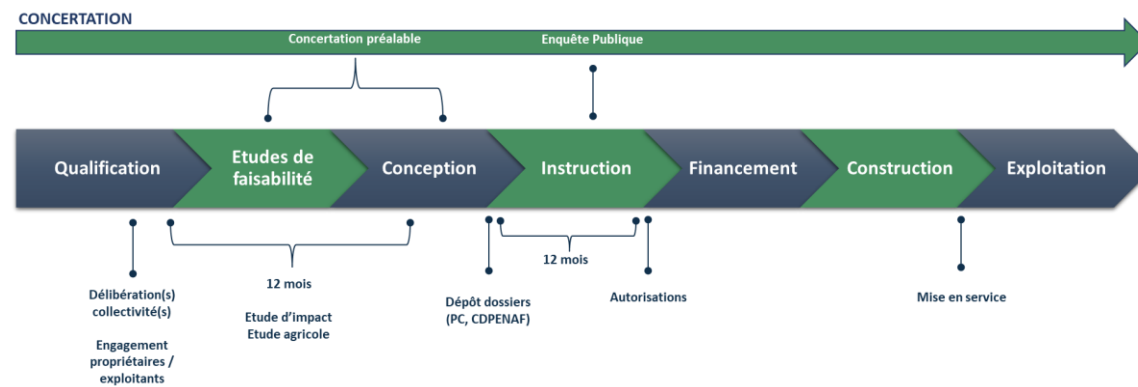 CONCERTATION
Concertation préalable
Enquête Publique
Qualification
Etudes de
faisabilité
Conception
Instruction
Financement
Construction
Exploitation
12 mois
12 mois
Délibération(s)
collectivité(s)
Etude d’impact
Etude agricole
Dépôt dossiers
(PC, CDPENAF)
Autorisations
Mise en service
Engagement
propriétaires /
exploitants